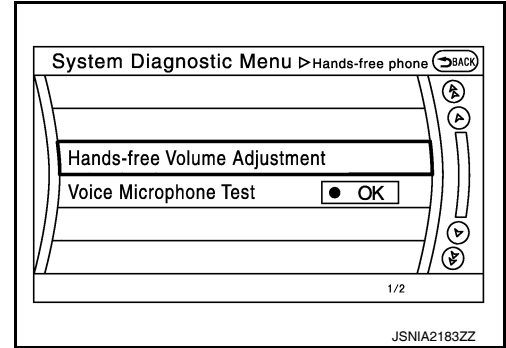 System Diagnostic Menu ▷Hands-free phone BACK
Hands-free Volume Adjustment
Voice Microphone Test ● OK
1/2
JSNIA2183ZZ